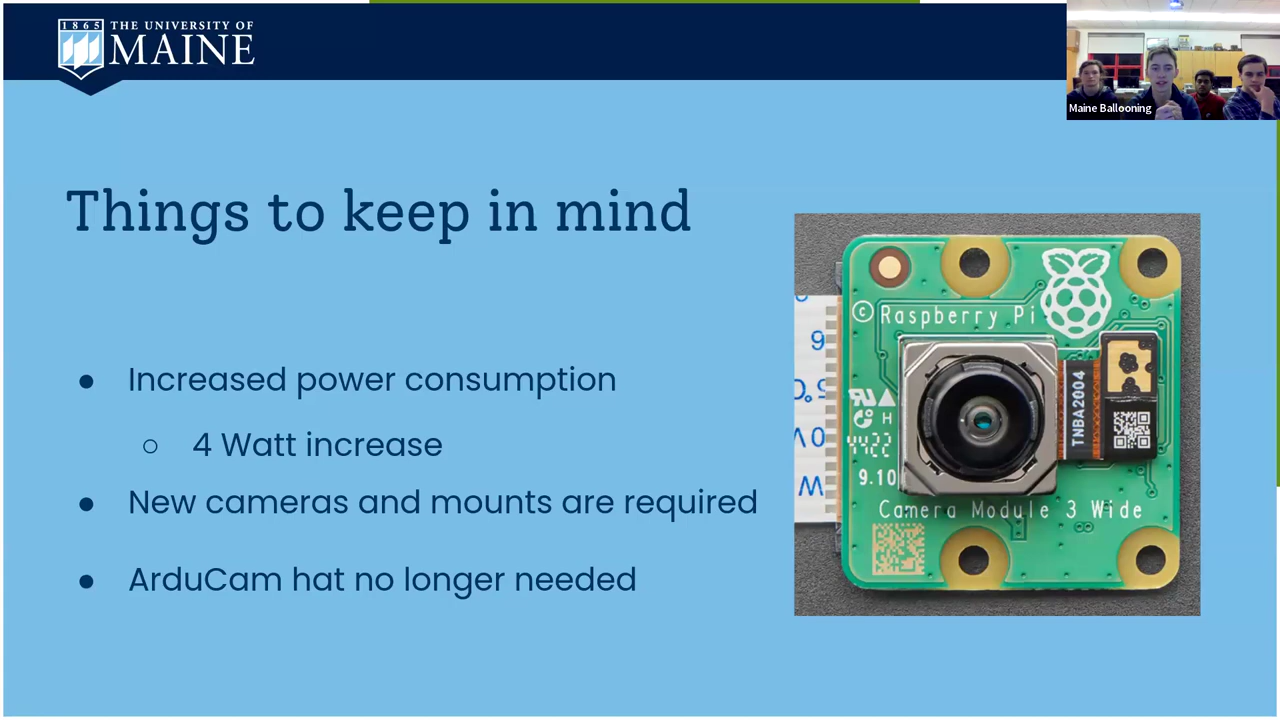 1865
THE UNIVERSITY OF
MAINE
Maine Ballooning
Things to keep in mind
● Increased power consumption
○ 4 Watt increase
● New cameras and mounts are required
● ArduCam hat no longer needed
© Raspberry Pi
TNBA2004
9.10
Camera Module 3 Wide